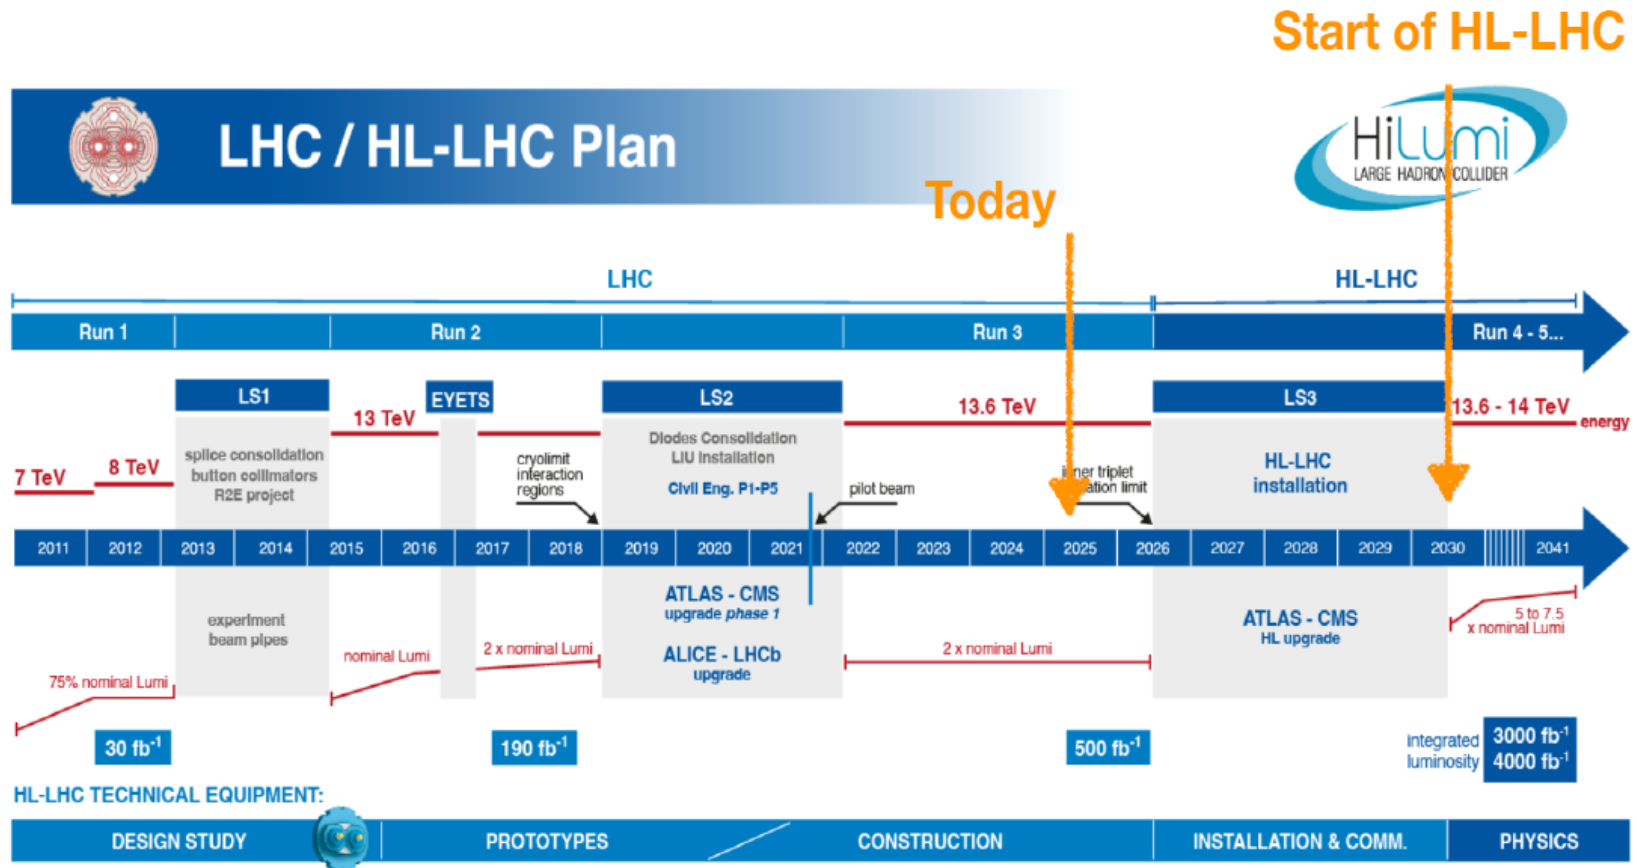 Start of HL-LHC
LHC / HL-LHC Plan
HiLumi
LARGE HADRON COLLIDER
Today
LHC
HL-LHC
Run 1
Run 2
Run 3
Run 4 - 5...
LS1
EYETS
LS2
LS3
13 TeV
13.6 TeV
13.6 - 14 TeV
energy
7 TeV
8 TeV
splice consolidation
button collimators
R2E project
cryolimit
interaction
regions
Diodes Consolidation
LIU Installation
Civil Eng. P1-P5
pilot beam
inner triplet
limit
HL-LHC
installation
2011 2012 2013 2014 2015 2016 2017 2018 2019 2020 2021 2022 2023 2024 2025 2026 2027 2028 2029 2030 2041
experiment
beam pipes
ATLAS - CMS
upgrade phase 1
ALICE - LHCb
upgrade
ATLAS - CMS
HL upgrade
75% nominal Lumi
nominal Lumi
2 x nominal Lumi
2 x nominal Lumi
5 to 7.5
x nominal Lumi
30 fb⁻¹
190 fb⁻¹
500 fb⁻¹
integrated
luminosity
3000 fb⁻¹
4000 fb⁻¹
HL-LHC TECHNICAL EQUIPMENT:
DESIGN STUDY
PROTOTYPES
CONSTRUCTION
INSTALLATION & COMM.
PHYSICS